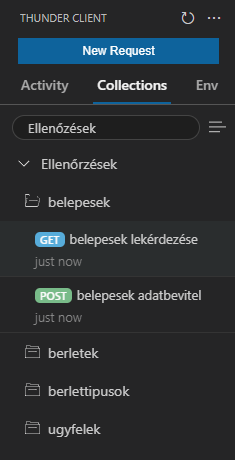 THUNDER CLIENT
New Request
Activity Collections Env
Ellenőzések
Ellenőrzések
belepesek
GET belepesek lekérdezése
just now
POST belepesek adatbevitel
just now
berletek
berlettipusok
ugyfelek